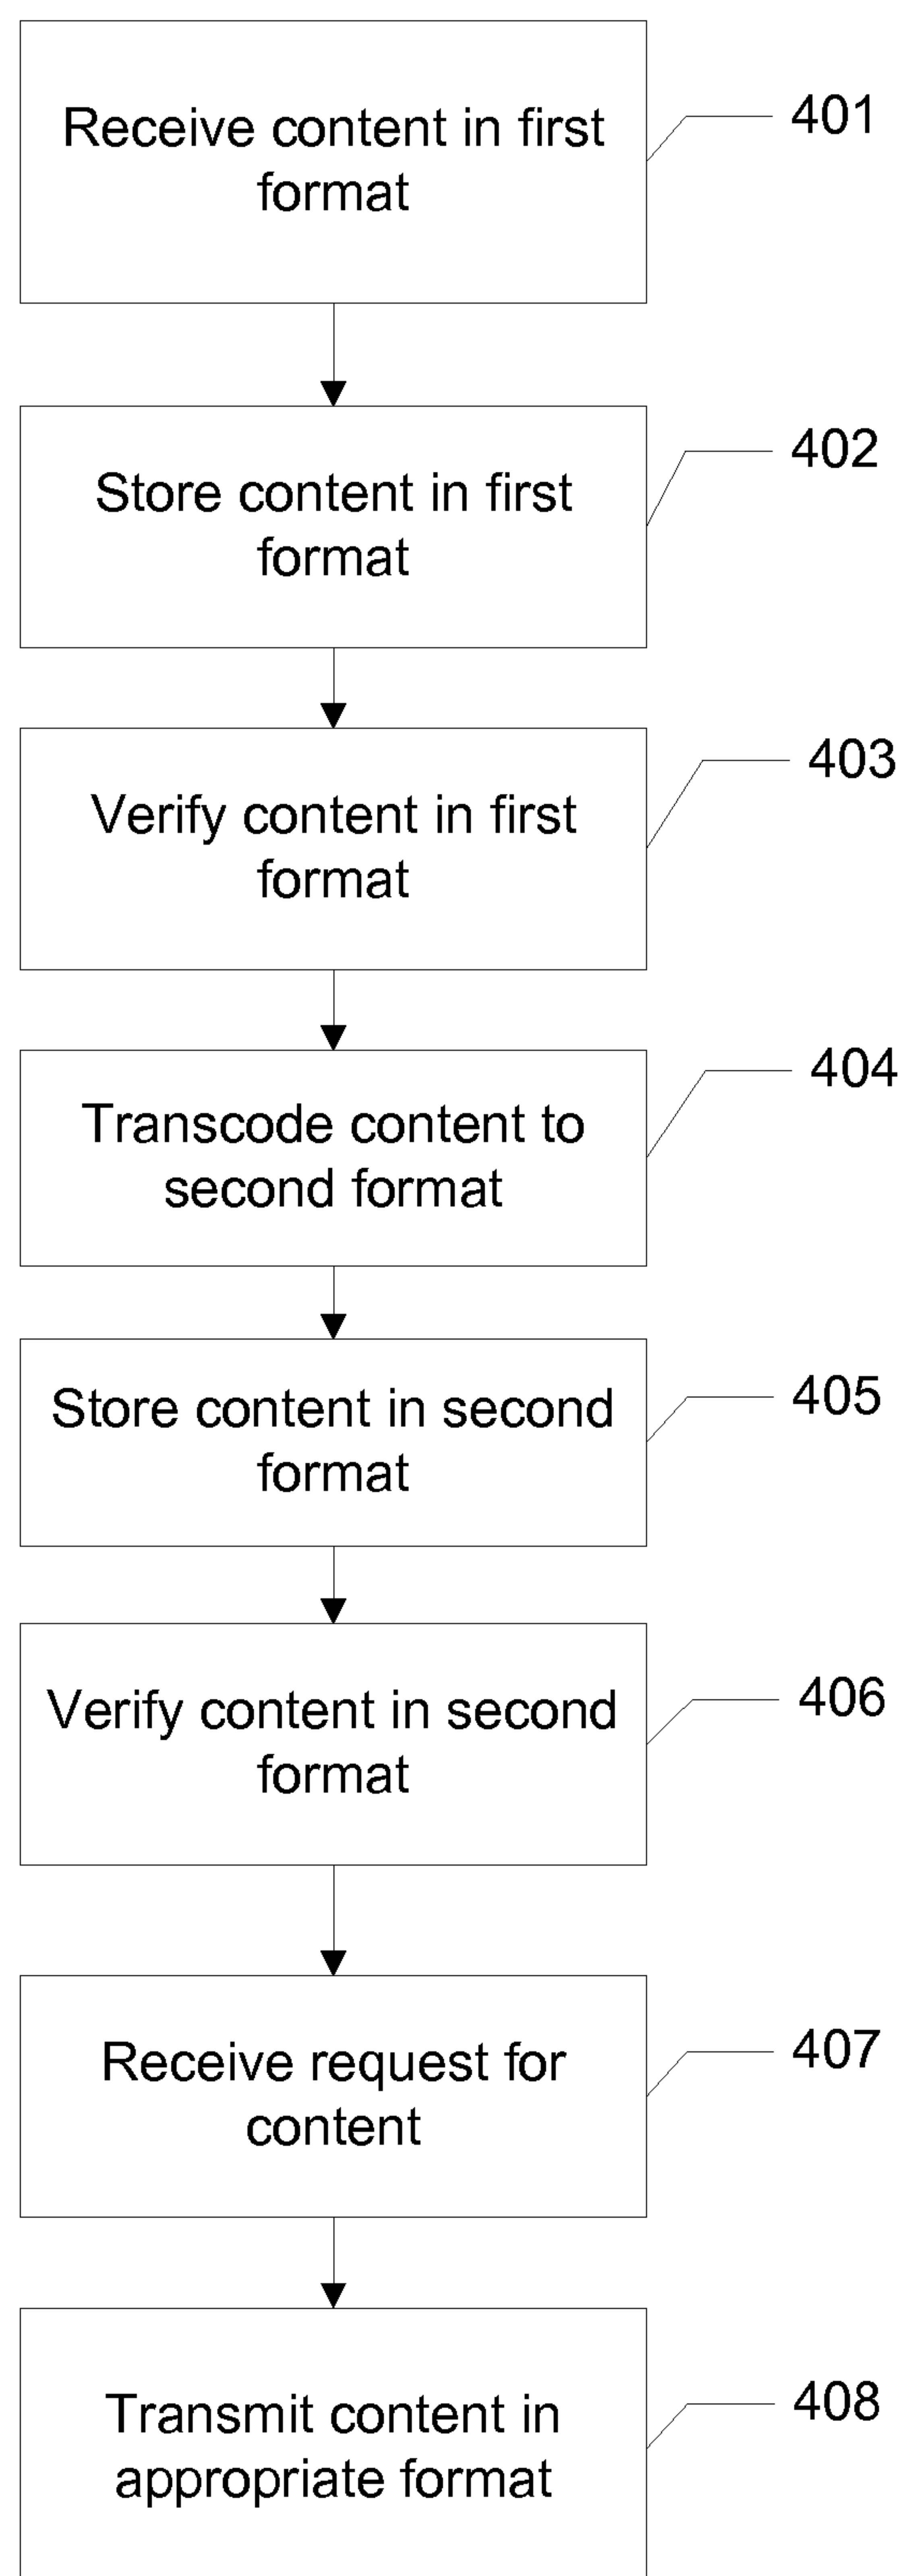 Receive content in first
format
401
Store content in first
format
402
Verify content in first
format
403
Transcode content to
second format
404
Store content in second
format
405
Verify content in second
format
406
Receive request for
content
407
Transmit content in
appropriate format
408